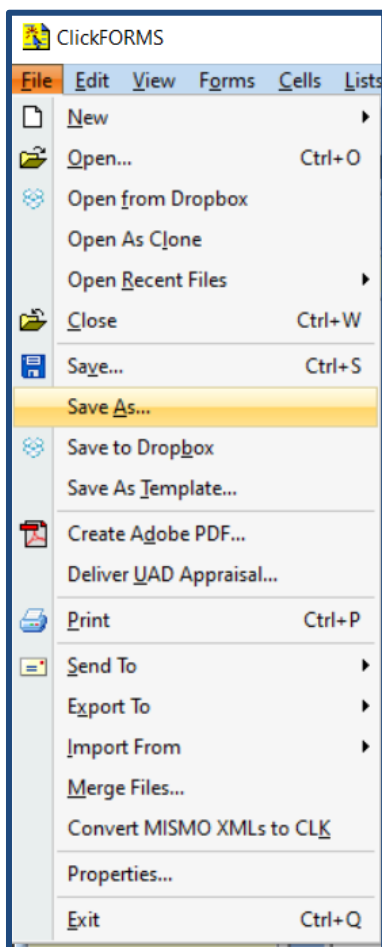 ClickFORMS
File Edit View Forms Cells Lists
New
Open... Ctrl+O
Open from Dropbox
Open As Clone
Open Recent Files
Close Ctrl+W
Save... Ctrl+S
Save As...
Save to Dropbox
Save As Template...
Create Adobe PDF...
Deliver UAD Appraisal...
Print Ctrl+P
Send To
Export To
Import From
Merge Files...
Convert MISMO XMLs to CLK
Properties...
Exit Ctrl+Q